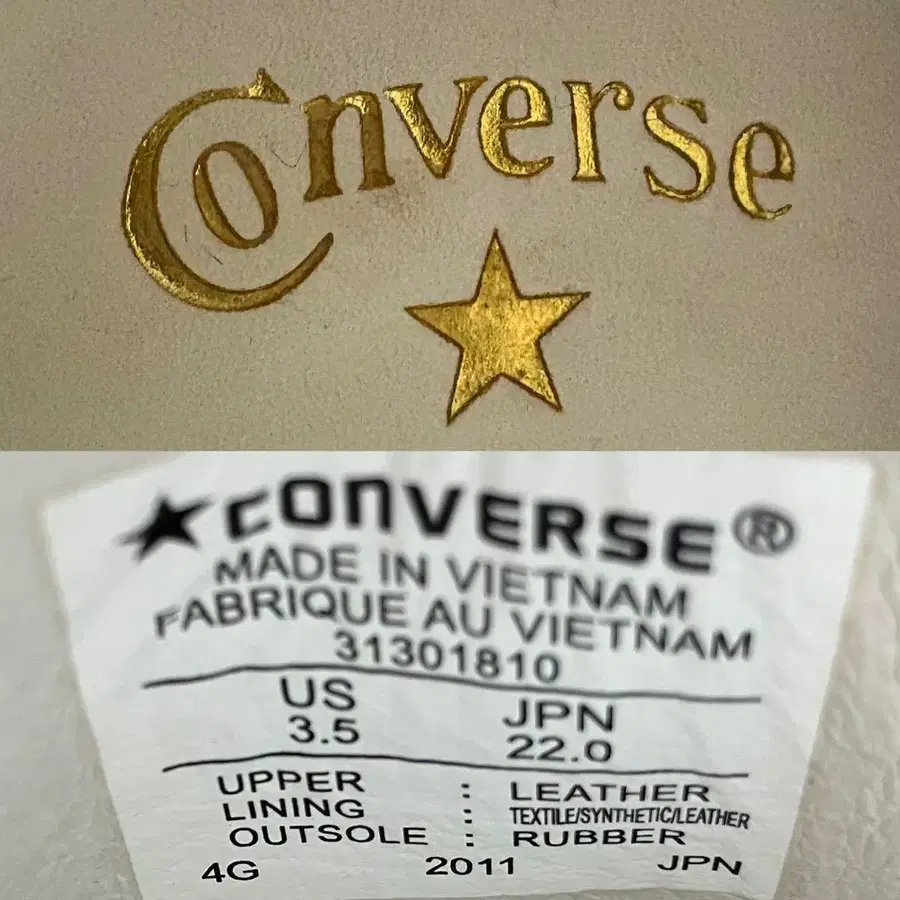 Converse
CONVERSE®
MADE IN VIETNAM
FABRIQUE AU VIETNAM
31301810
US JPN
3.5 22.0
UPPER : LEATHER
LINING : TEXTILE/SYNTHETIC/LEATHER
OUTSOLE : RUBBER
4G 2011 JPN